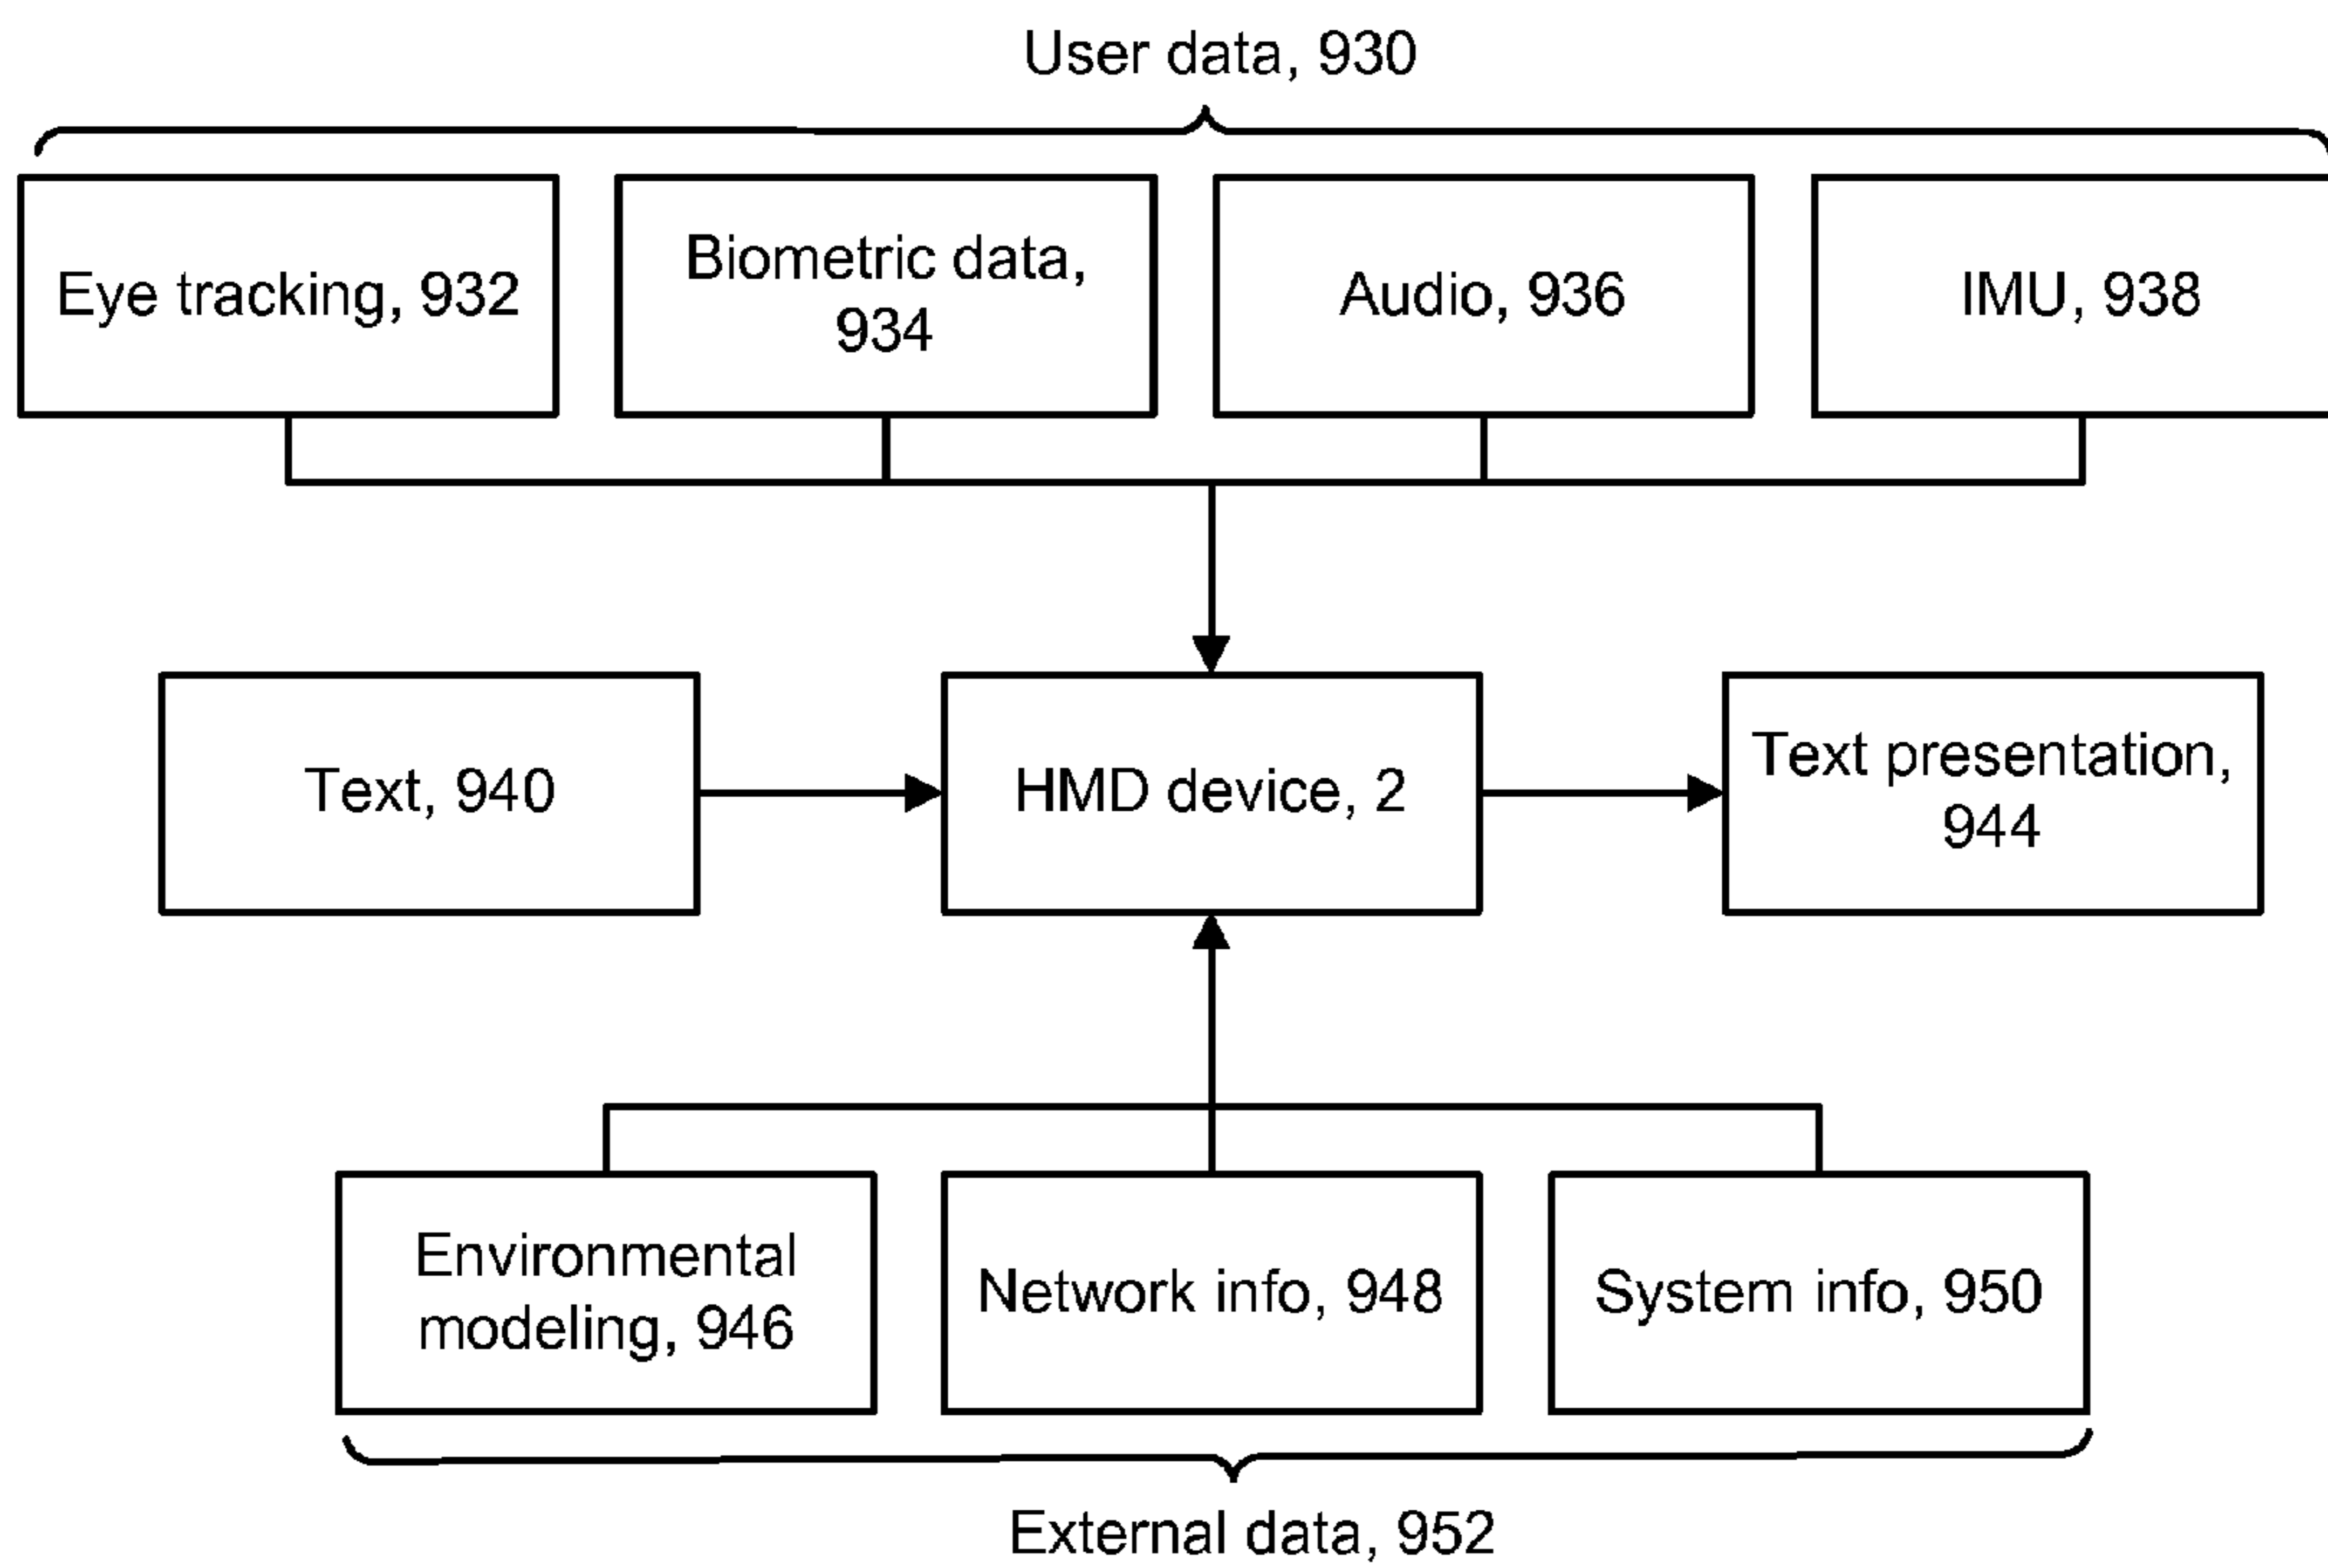 User data, 930
Eye tracking, 932
Biometric data,
934
Audio, 936
IMU, 938
Text, 940
HMD device, 2
Text presentation,
944
Environmental
modeling, 946
Network info, 948
System info, 950
External data, 952